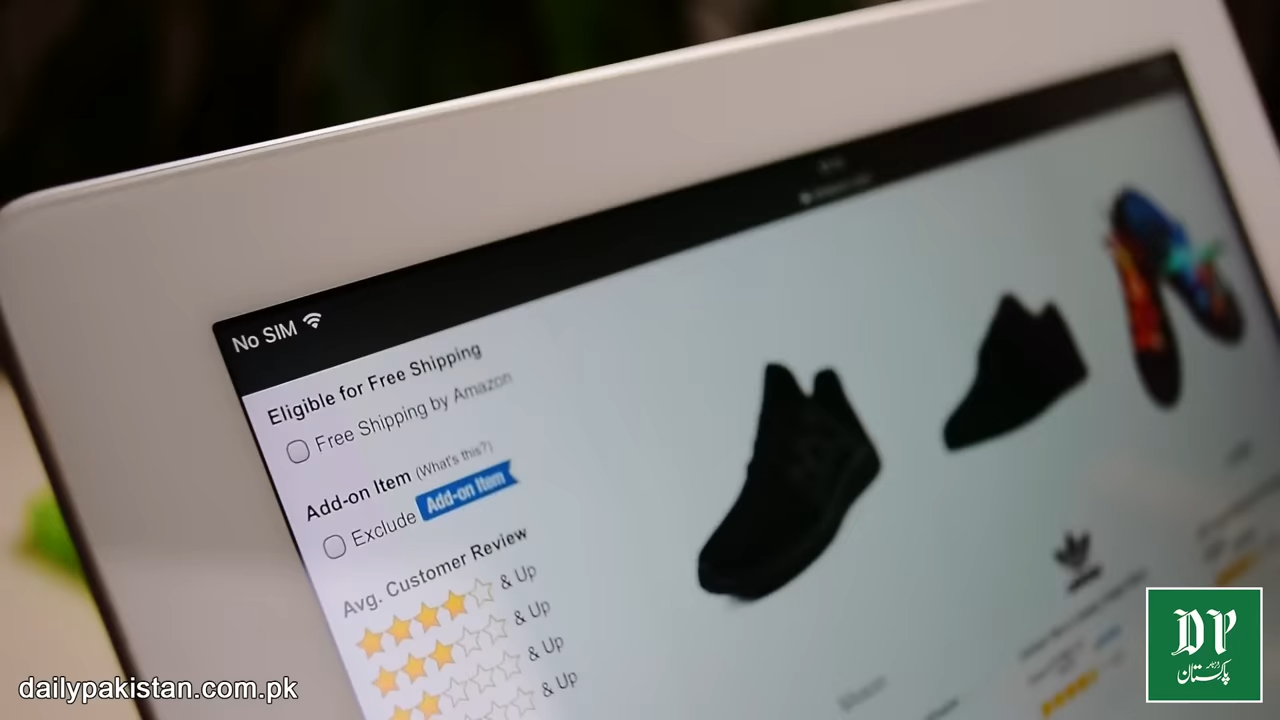 No SIM
Eligible for Free Shipping
Free Shipping by Amazon
Add-on Item (What's this?)
Exclude Add-on Item
Avg. Customer Review
& Up
& Up
& Up
& Up
dailypakistan.com.pk
DP
روزنامہ
پاکستان